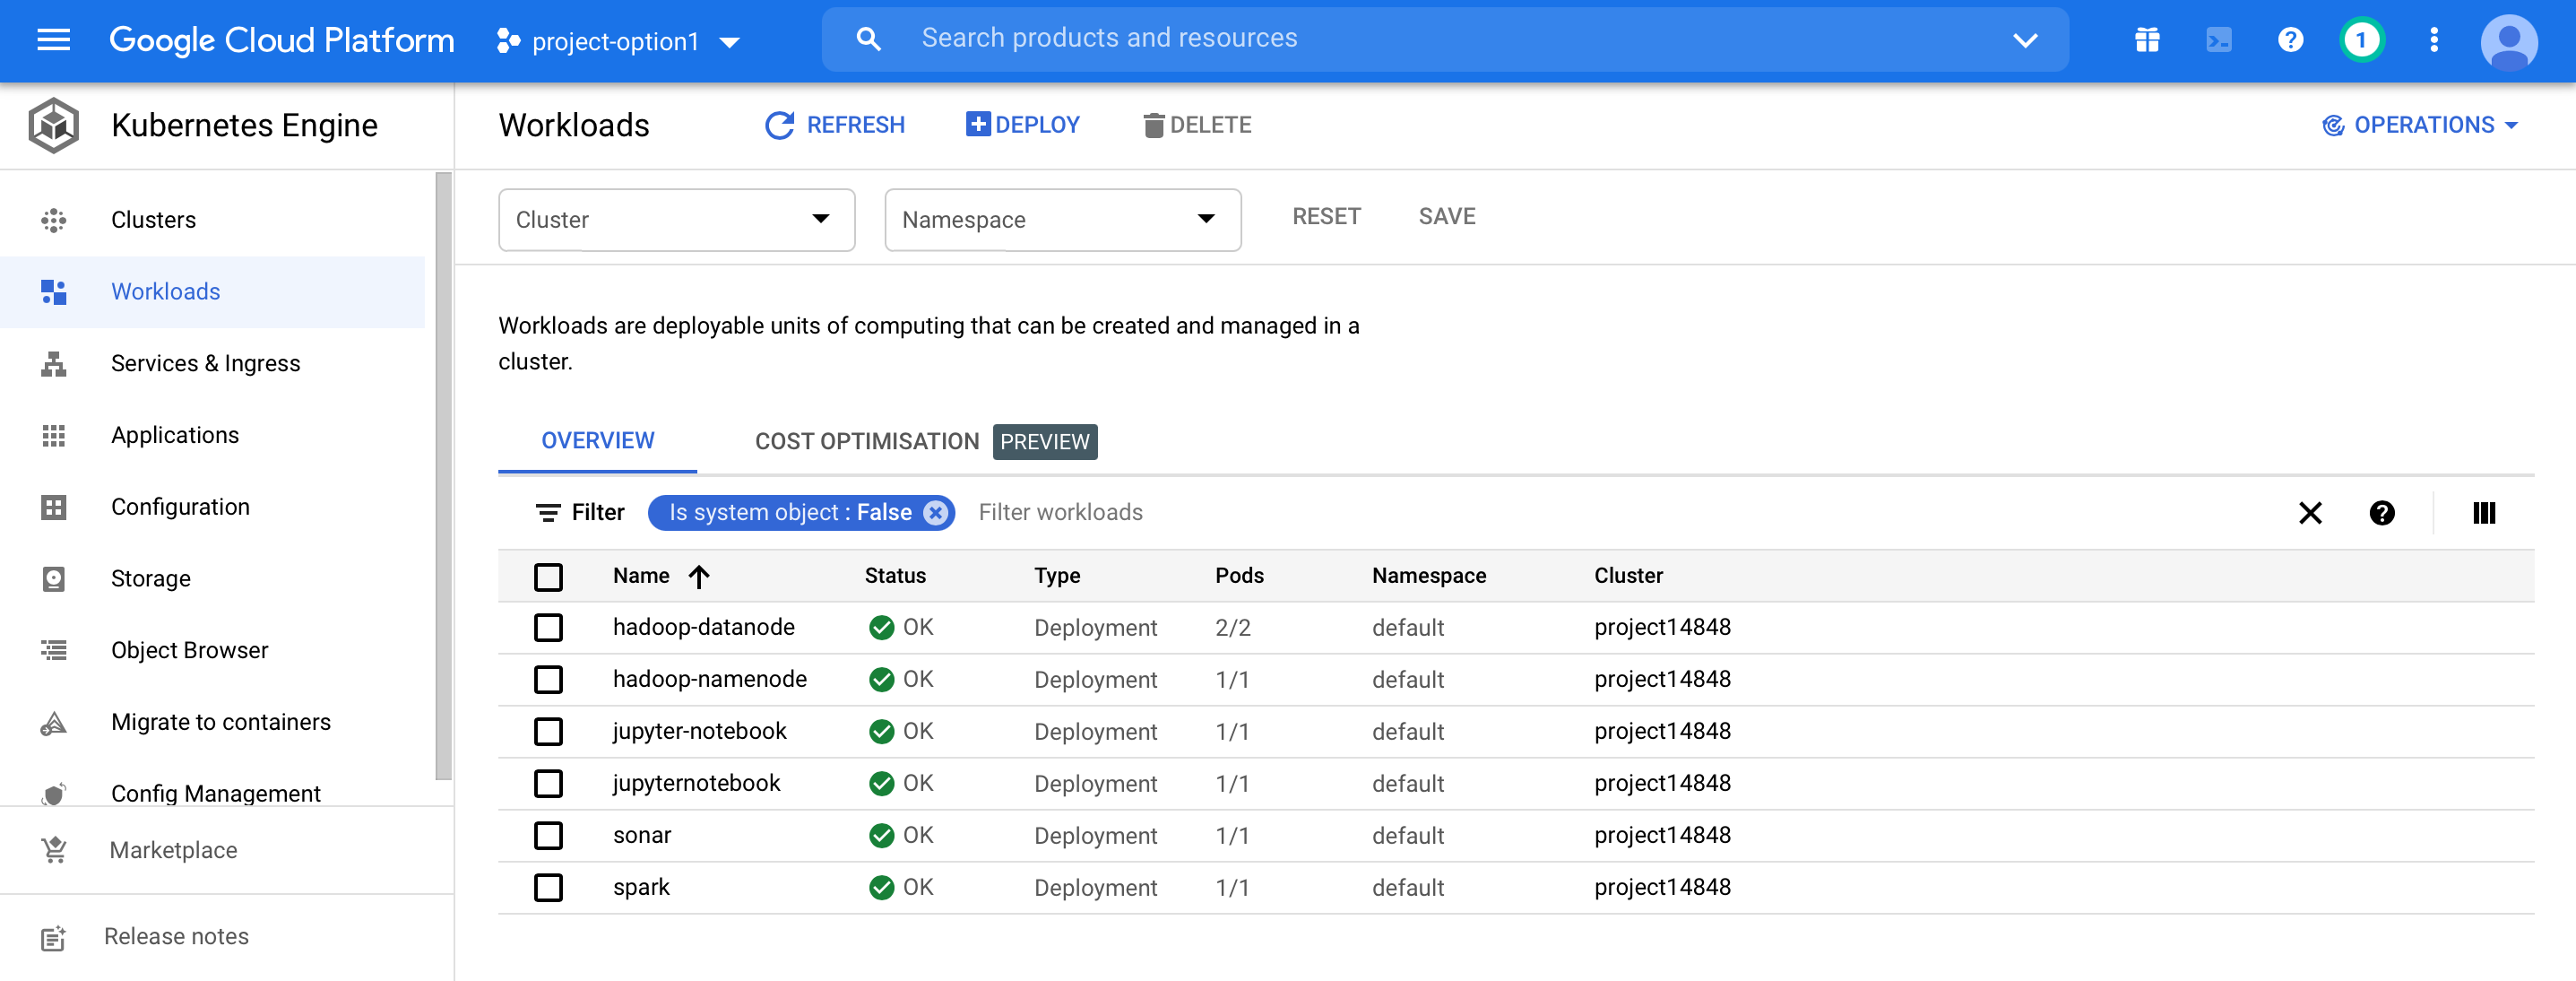 Google Cloud Platform
project-option1
Search products and resources
1
Kubernetes Engine
Workloads
REFRESH
DEPLOY
DELETE
OPERATIONS
Clusters
Workloads
Services & Ingress
Applications
Configuration
Storage
Object Browser
Migrate to containers
Config Management
Marketplace
Release notes
Cluster
Namespace
RESET
SAVE
Workloads are deployable units of computing that can be created and managed in a
cluster.
OVERVIEW
COST OPTIMISATION PREVIEW
Filter Is system object : False Filter workloads
Name Status Type Pods Namespace Cluster
hadoop-datanode OK Deployment 2/2 default project14848
hadoop-namenode OK Deployment 1/1 default project14848
jupyter-notebook OK Deployment 1/1 default project14848
jupyternotebook OK Deployment 1/1 default project14848
sonar OK Deployment 1/1 default project14848
spark OK Deployment 1/1 default project14848